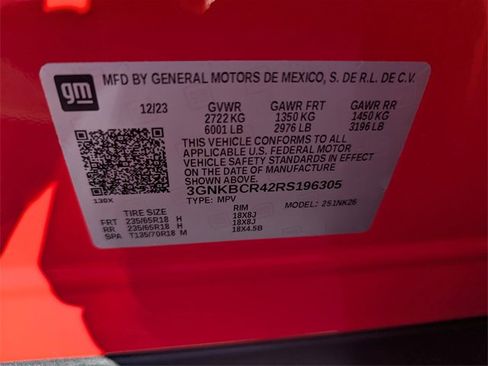 gm MFD BY GENERAL MOTORS DE MEXICO, S. DE R.L. DE C.V.
12/23 GVWR GAWR FRT GAWR RR
2722 KG 1350 KG 1450 KG
6001 LB 2976 LB 3196 LB
THIS VEHICLE CONFORMS TO ALL
APPLICABLE U.S. FEDERAL MOTOR
VEHICLE SAFETY STANDARDS IN EFFECT
ON THE DATE OF MANUFACTURE
SHOWN ABOVE.
3GNKBCR42RS196305
130X TYPE: MPV MODEL: 2S1NK26
TIRE SIZE RIM
FRT 235/65R18 H 18X8J
RR 235/65R18 H 18X8J
SPA T135/70R18 M 18X4.5B